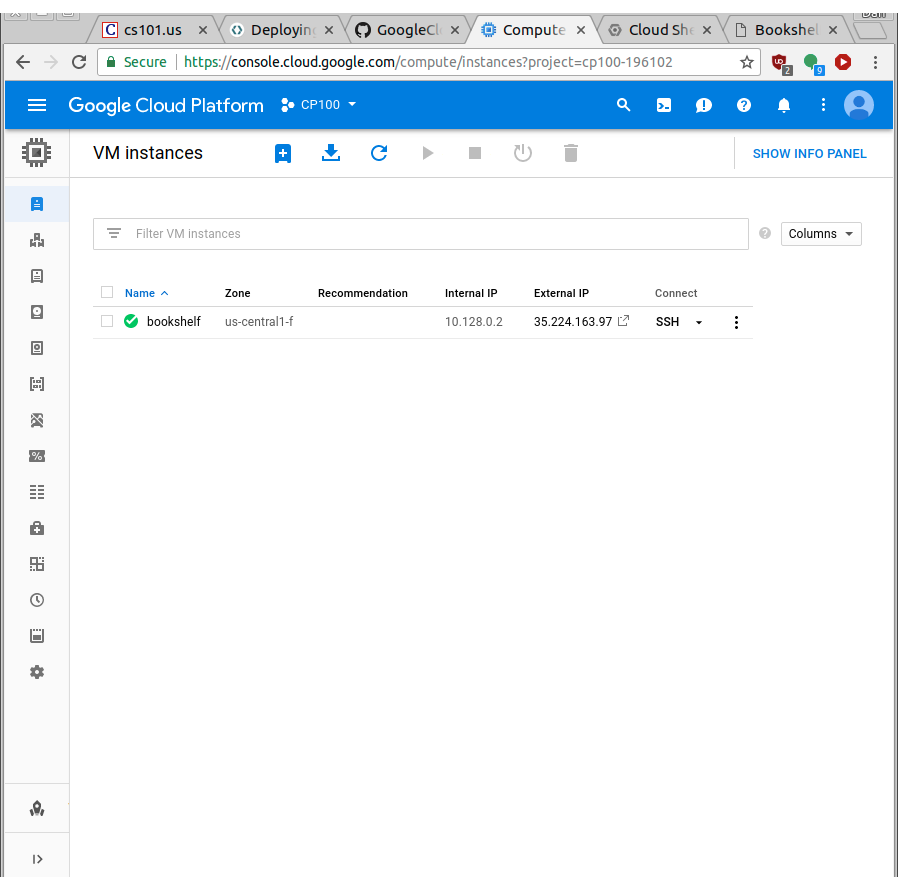 Dan
cs101.us Deploying GoogleCl Compute Cloud She Bookshel
Secure https://console.cloud.google.com/compute/instances?project=cp100-196102 2 9
Google Cloud Platform CP100
VM instances SHOW INFO PANEL
Filter VM instances Columns
Name Zone Recommendation Internal IP External IP Connect
bookshelf us-central1-f 10.128.0.2 35.224.163.97 SSH